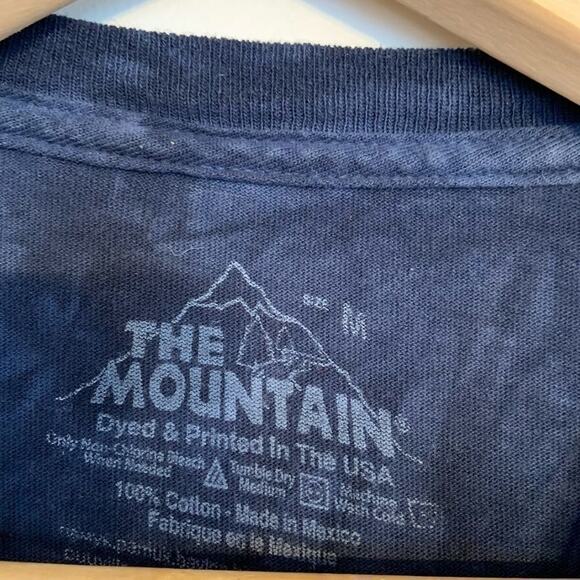 SIZE M
THE
MOUNTAIN®
Dyed & Printed In The USA
Only Non-Chlorine Bleach When Needed
Tumble Dry Medium
Machine Wash Cold
100% Cotton - Made in Mexico
Fabrique en le Mexique